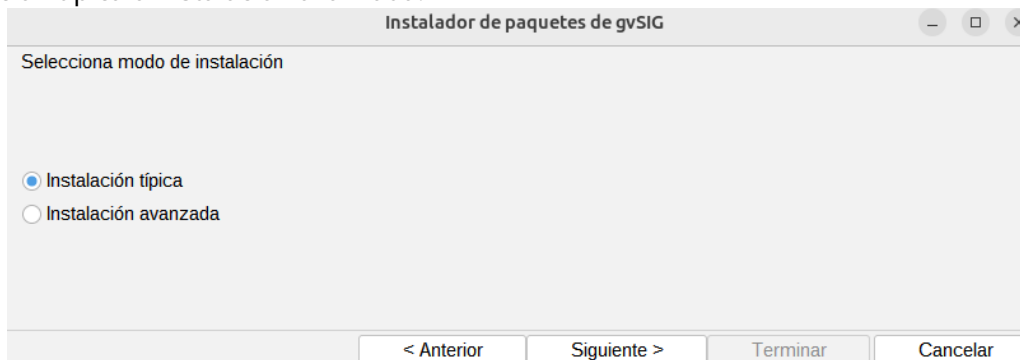 Instalador de paquetes de gvSIG
Selecciona modo de instalación
Instalación típica
Instalación avanzada
< Anterior Siguiente > Terminar Cancelar